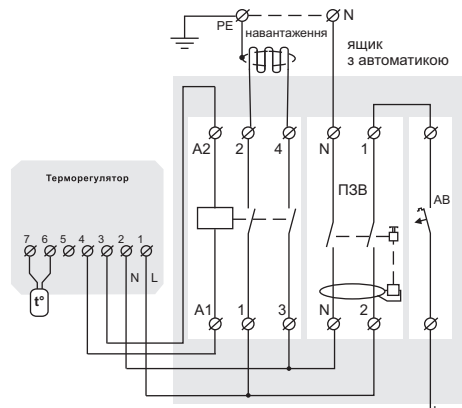 PE
N
навантаження
ящик
з автоматикою
A2
2
4
N
1
ПЗВ
АВ
Терморегулятор
7
6
5
4
3
2
1
N
L
t°
A1
1
3
N
2